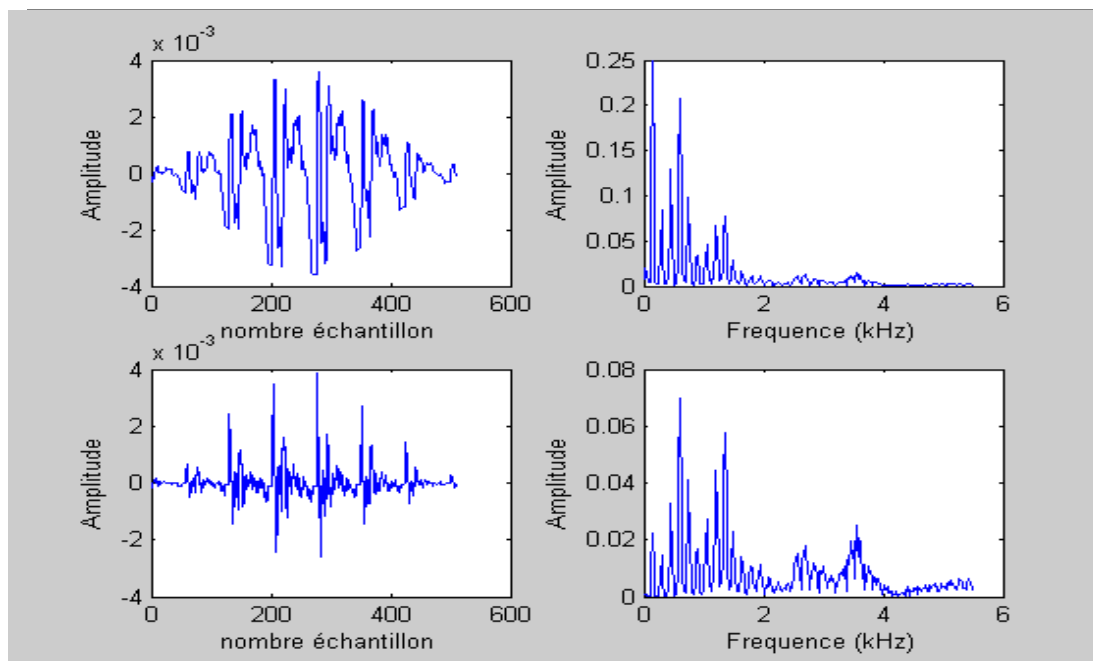 x 10-3
4
2
0
-2
-4
0 200 400 600
Amplitude
nombre échantillon
0.25
0.2
0.15
0.1
0.05
0
0 2 4 6
Amplitude
Frequence (kHz)
x 10-3
4
2
0
-2
-4
0 200 400 600
Amplitude
nombre échantillon
0.08
0.06
0.04
0.02
0
0 2 4 6
Amplitude
Frequence (kHz)